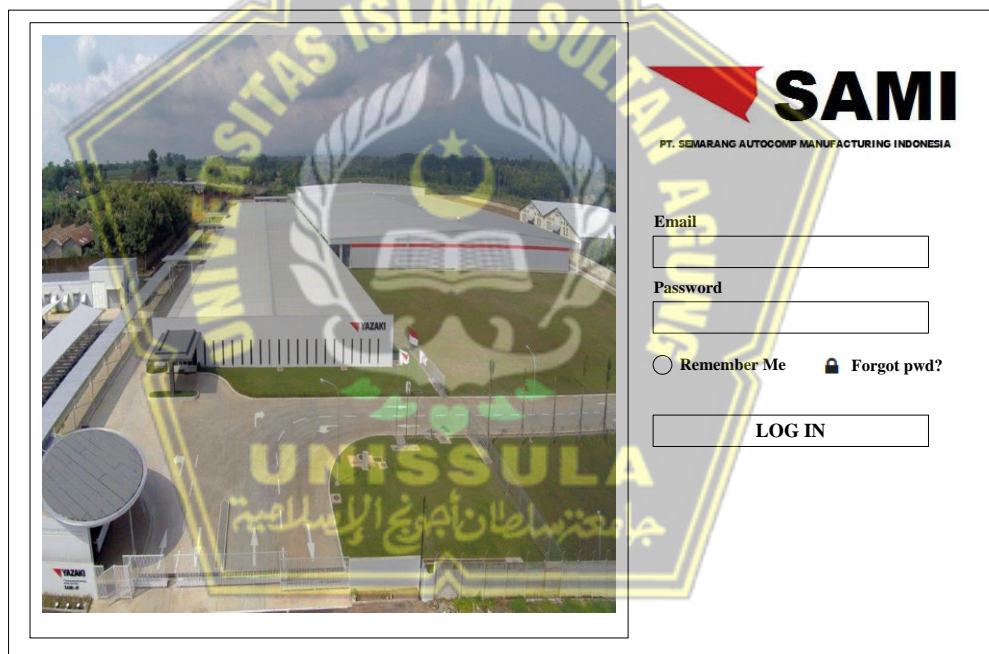 UNIVERSITAS ISLAM SULTAN AGUNG
SAMI
PT. SEMARANG AUTOCOMP MANUFACTURING INDONESIA
Email
Password
Remember Me
Forgot pwd?
LOG IN
YAZAKI
YAZAKI
UNISSULA
جامعة سلطان أجونج الإسلامية